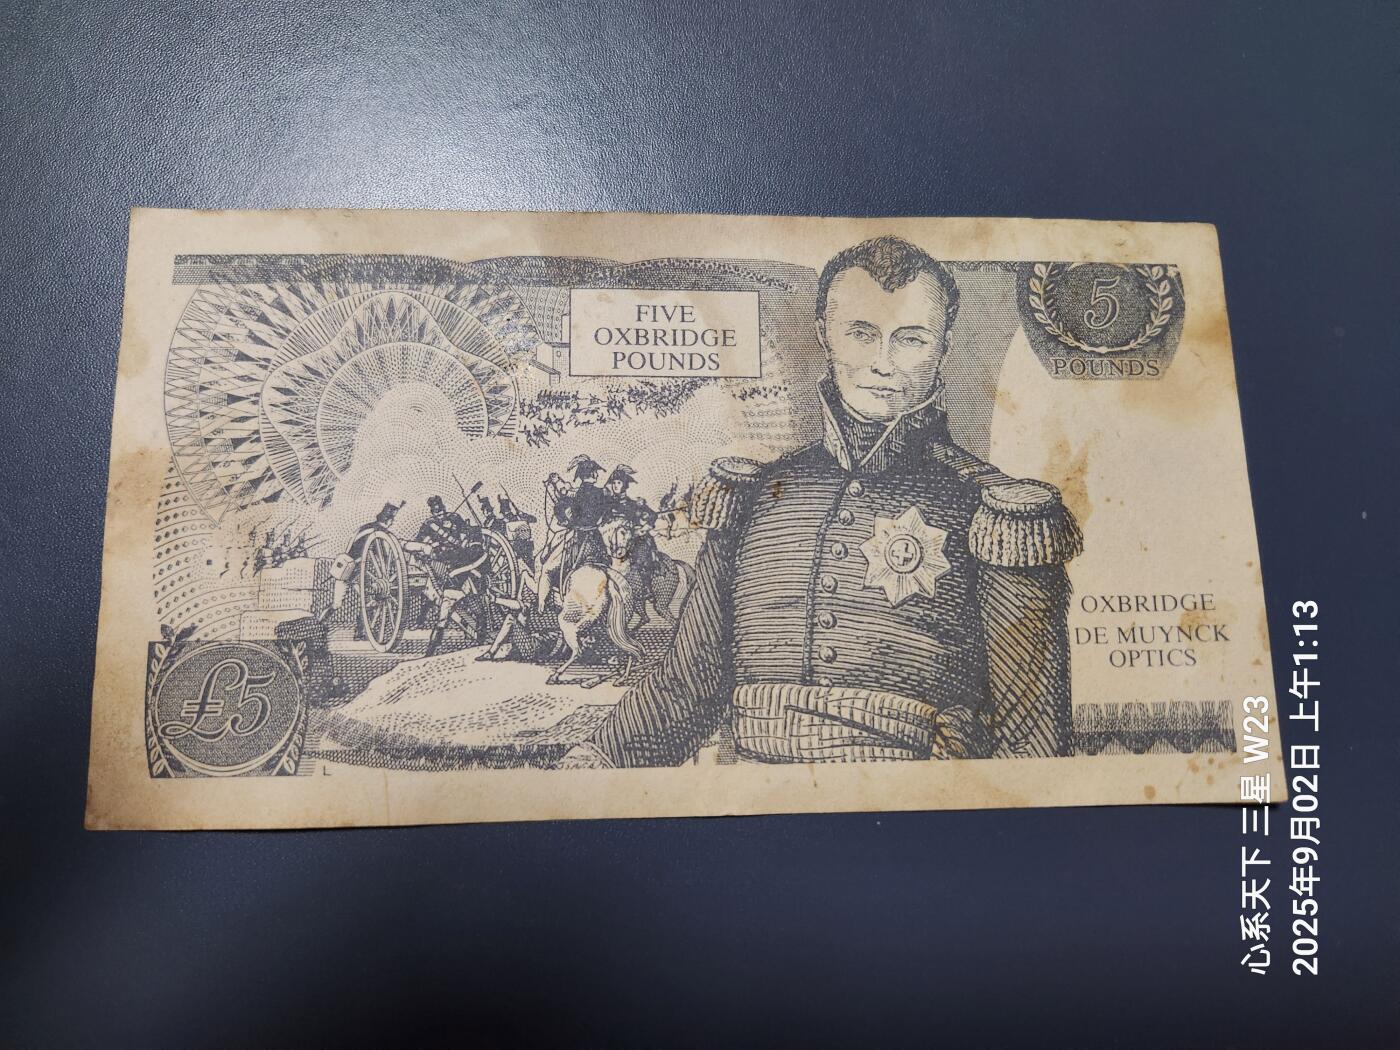 FIVE
OXBRIDGE
POUNDS
5
POUNDS
OXBRIDGE
DE MUYNCK
OPTICS
£5
L
心系天下 三星 W23
2025年9月02日 上午1:13